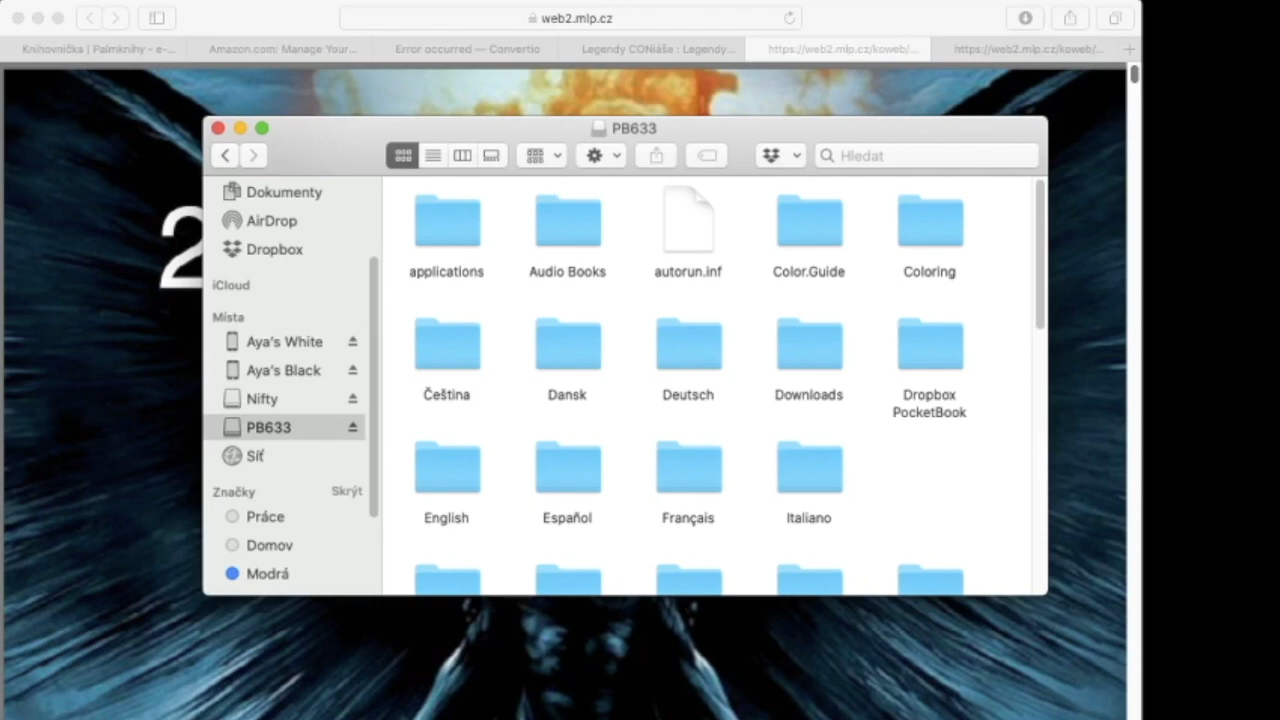 web2.mlp.cz
Knihovnička | Palmknihy - e-...
Amazon.com: Manage Your...
Error occurred — Convertio
Legendy CONiáše : Legendy...
https://web2.mlp.cz/koweb/...
https://web2.mlp.cz/koweb/...
PB633
Hledat
2
Dokumenty
AirDrop
Dropbox
iCloud
Místa
Aya's White
Aya's Black
Nifty
PB633
Síť
Značky Skrýt
Práce
Domov
Modrá
applications
Audio Books
autorun.inf
Color.Guide
Coloring
Čeština
Dansk
Deutsch
Downloads
Dropbox
PocketBook
English
Español
Français
Italiano